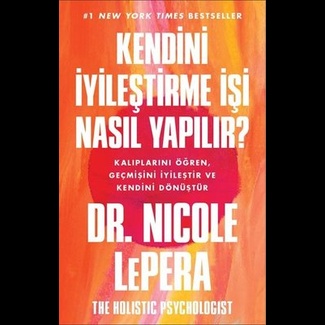 #1 NEW YORK TIMES BESTSELLER
KENDİNİ
İYİLEŞTİRME İŞİ
NASIL YAPILIR?
KALIPLARINI ÖĞREN,
GEÇMİŞİNİ İYİLEŞTİR VE
KENDİNİ DÖNÜŞTÜR
DR. NICOLE
LePERA
THE HOLISTIC PSYCHOLOGIST